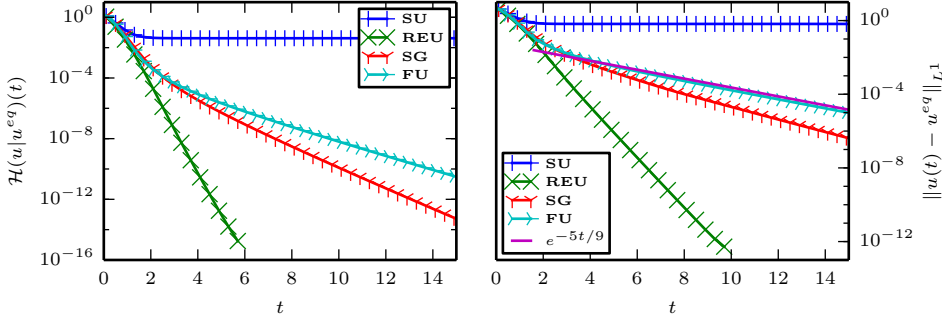 10^0
10^{-4}
10^{-8}
10^{-12}
10^{-16}
0 2 4 6 8 10 12 14
t
\mathcal{H}(u|u^{eq})(t)
SU
REU
SG
FU
10^0
10^{-4}
10^{-8}
10^{-12}
0 2 4 6 8 10 12 14
t
\|u(t) - u^{eq}\|_{L^1}
SU
REU
SG
FU
e^{-5t/9}